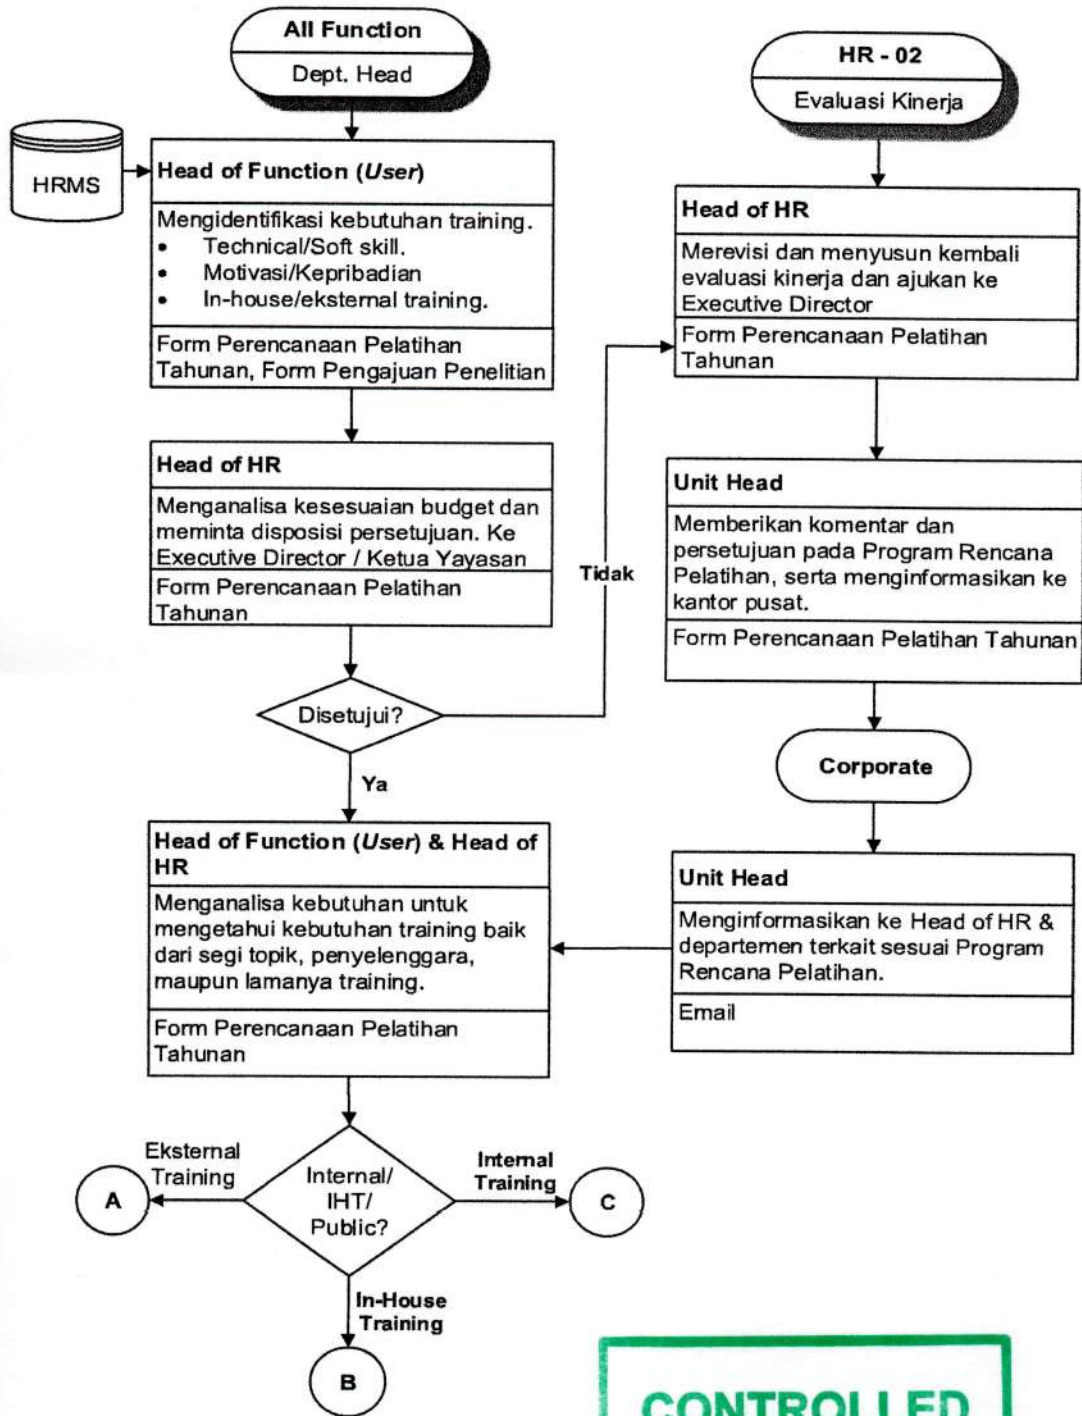 All Function
Dept. Head
HRMS
Head of Function (User)
Mengidentifikasi kebutuhan training.
• Technical/Soft skill.
• Motivasi/Kepribadian
• In-house/eksternal training.
Form Perencanaan Pelatihan
Tahunan, Form Pengajuan Penelitian
Head of HR
Menganalisa kesesuaian budget dan
meminta disposisi persetujuan. Ke
Executive Director / Ketua Yayasan
Form Perencanaan Pelatihan
Tahunan
Disetujui?
Tidak
Ya
HR - 02
Evaluasi Kinerja
Head of HR
Merevisi dan menyusun kembali
evaluasi kinerja dan ajukan ke
Executive Director
Form Perencanaan Pelatihan
Tahunan
Unit Head
Memberikan komentar dan
persetujuan pada Program Rencana
Pelatihan, serta menginformasikan ke
kantor pusat.
Form Perencanaan Pelatihan Tahunan
Corporate
Unit Head
Menginformasikan ke Head of HR &
departemen terkait sesuai Program
Rencana Pelatihan.
Email
Head of Function (User) & Head of
HR
Menganalisa kebutuhan untuk
mengetahui kebutuhan training baik
dari segi topik, penyelenggara,
maupun lamanya training.
Form Perencanaan Pelatihan
Tahunan
Internal/
IHT/
Public?
Eksternal
Training
A
Internal
Training
C
In-House
Training
B
CONTROLLED